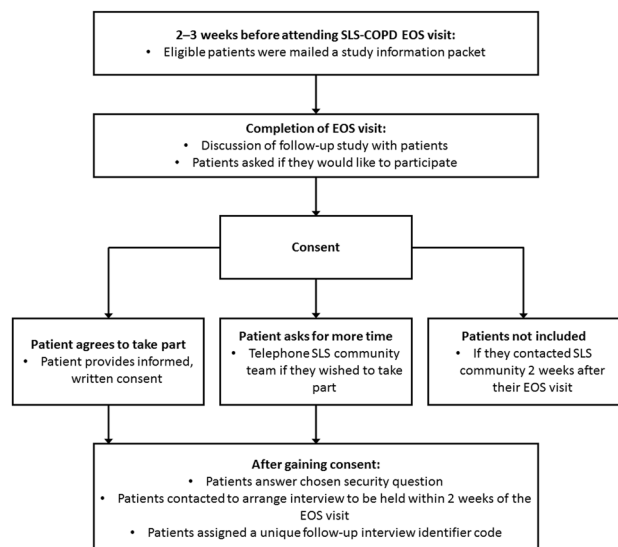 2–3 weeks before attending SLS-COPD EOS visit:
• Eligible patients were mailed a study information packet
Completion of EOS visit:
• Discussion of follow-up study with patients
• Patients asked if they would like to participate
Consent
Patient agrees to take part
• Patient provides informed,
written consent
Patient asks for more time
• Telephone SLS community
team if they wished to take
part
Patients not included
• If they contacted SLS
community 2 weeks after
their EOS visit
After gaining consent:
• Patients answer chosen security question
• Patients contacted to arrange interview to be held within 2 weeks of the
EOS visit
• Patients assigned a unique follow-up interview identifier code